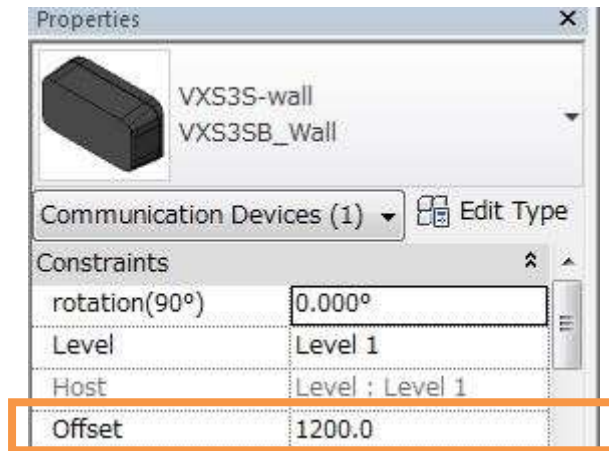 Properties
VXS3S-wall
VXS3SB_Wall
Communication Devices (1) Edit Type
Constraints
rotation(90°) 0.000°
Level Level 1
Host Level : Level 1
Offset 1200.0